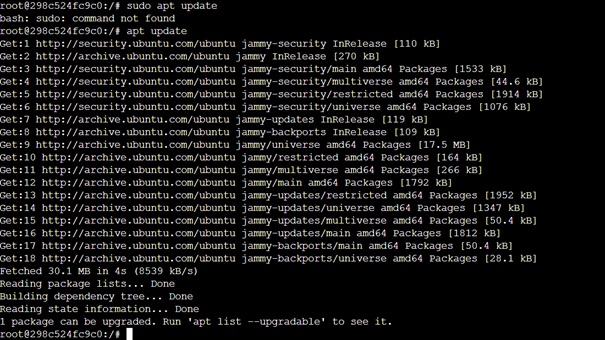 root@298c524fc9c0:/# sudo apt update
bash: sudo: command not found
root@298c524fc9c0:/# apt update
Get:1 http://security.ubuntu.com/ubuntu jammy-security InRelease [110 kB]
Get:2 http://archive.ubuntu.com/ubuntu jammy InRelease [270 kB]
Get:3 http://security.ubuntu.com/ubuntu jammy-security/main amd64 Packages [1533 kB]
Get:4 http://security.ubuntu.com/ubuntu jammy-security/multiverse amd64 Packages [44.6 kB]
Get:5 http://security.ubuntu.com/ubuntu jammy-security/restricted amd64 Packages [1914 kB]
Get:6 http://security.ubuntu.com/ubuntu jammy-security/universe amd64 Packages [1076 kB]
Get:7 http://archive.ubuntu.com/ubuntu jammy-updates InRelease [119 kB]
Get:8 http://archive.ubuntu.com/ubuntu jammy-backports InRelease [109 kB]
Get:9 http://archive.ubuntu.com/ubuntu jammy/universe amd64 Packages [17.5 MB]
Get:10 http://archive.ubuntu.com/ubuntu jammy/restricted amd64 Packages [164 kB]
Get:11 http://archive.ubuntu.com/ubuntu jammy/multiverse amd64 Packages [266 kB]
Get:12 http://archive.ubuntu.com/ubuntu jammy/main amd64 Packages [1792 kB]
Get:13 http://archive.ubuntu.com/ubuntu jammy-updates/restricted amd64 Packages [1952 kB]
Get:14 http://archive.ubuntu.com/ubuntu jammy-updates/universe amd64 Packages [1347 kB]
Get:15 http://archive.ubuntu.com/ubuntu jammy-updates/multiverse amd64 Packages [50.4 kB]
Get:16 http://archive.ubuntu.com/ubuntu jammy-updates/main amd64 Packages [1812 kB]
Get:17 http://archive.ubuntu.com/ubuntu jammy-backports/main amd64 Packages [50.4 kB]
Get:18 http://archive.ubuntu.com/ubuntu jammy-backports/universe amd64 Packages [28.1 kB]
Fetched 30.1 MB in 4s (8539 kB/s)
Reading package lists... Done
Building dependency tree... Done
Reading state information... Done
1 package can be upgraded. Run 'apt list --upgradable' to see it.
root@298c524fc9c0:/#